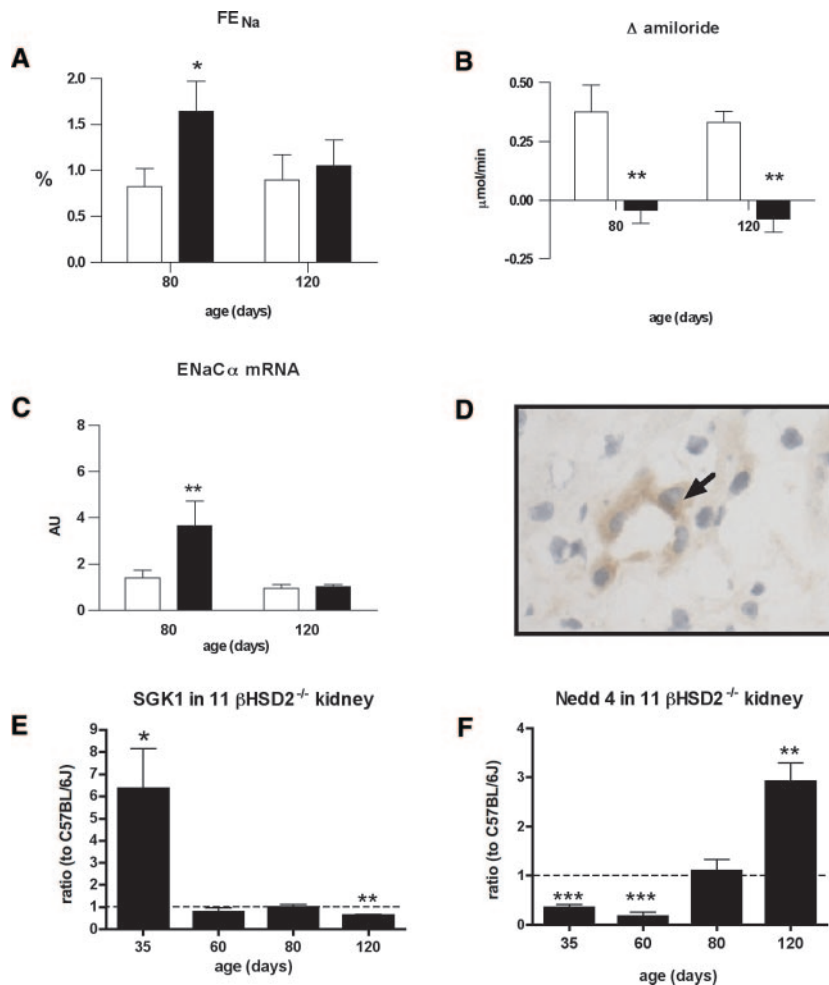 A
FE Na
*
2.0
1.5
1.0
0.5
0.0
%
80 120
age (days)
B
Δ amiloride
0.50
0.25
0.00
-0.25
μmol/min
** **
80 120
age (days)
C
ENaCα mRNA
8
6
4
2
0
AU
**
80 120
age (days)
D
E
SGK1 in 11 βHSD2-/- kidney
9
8
7
6
5
4
3
2
1
0
ratio (to C57BL/6J)
* **
35 60 80 120
age (days)
F
Nedd 4 in 11 βHSD2-/- kidney
4
3
2
1
0
ratio (to C57BL/6J)
*** *** **
35 60 80 120
age (days)